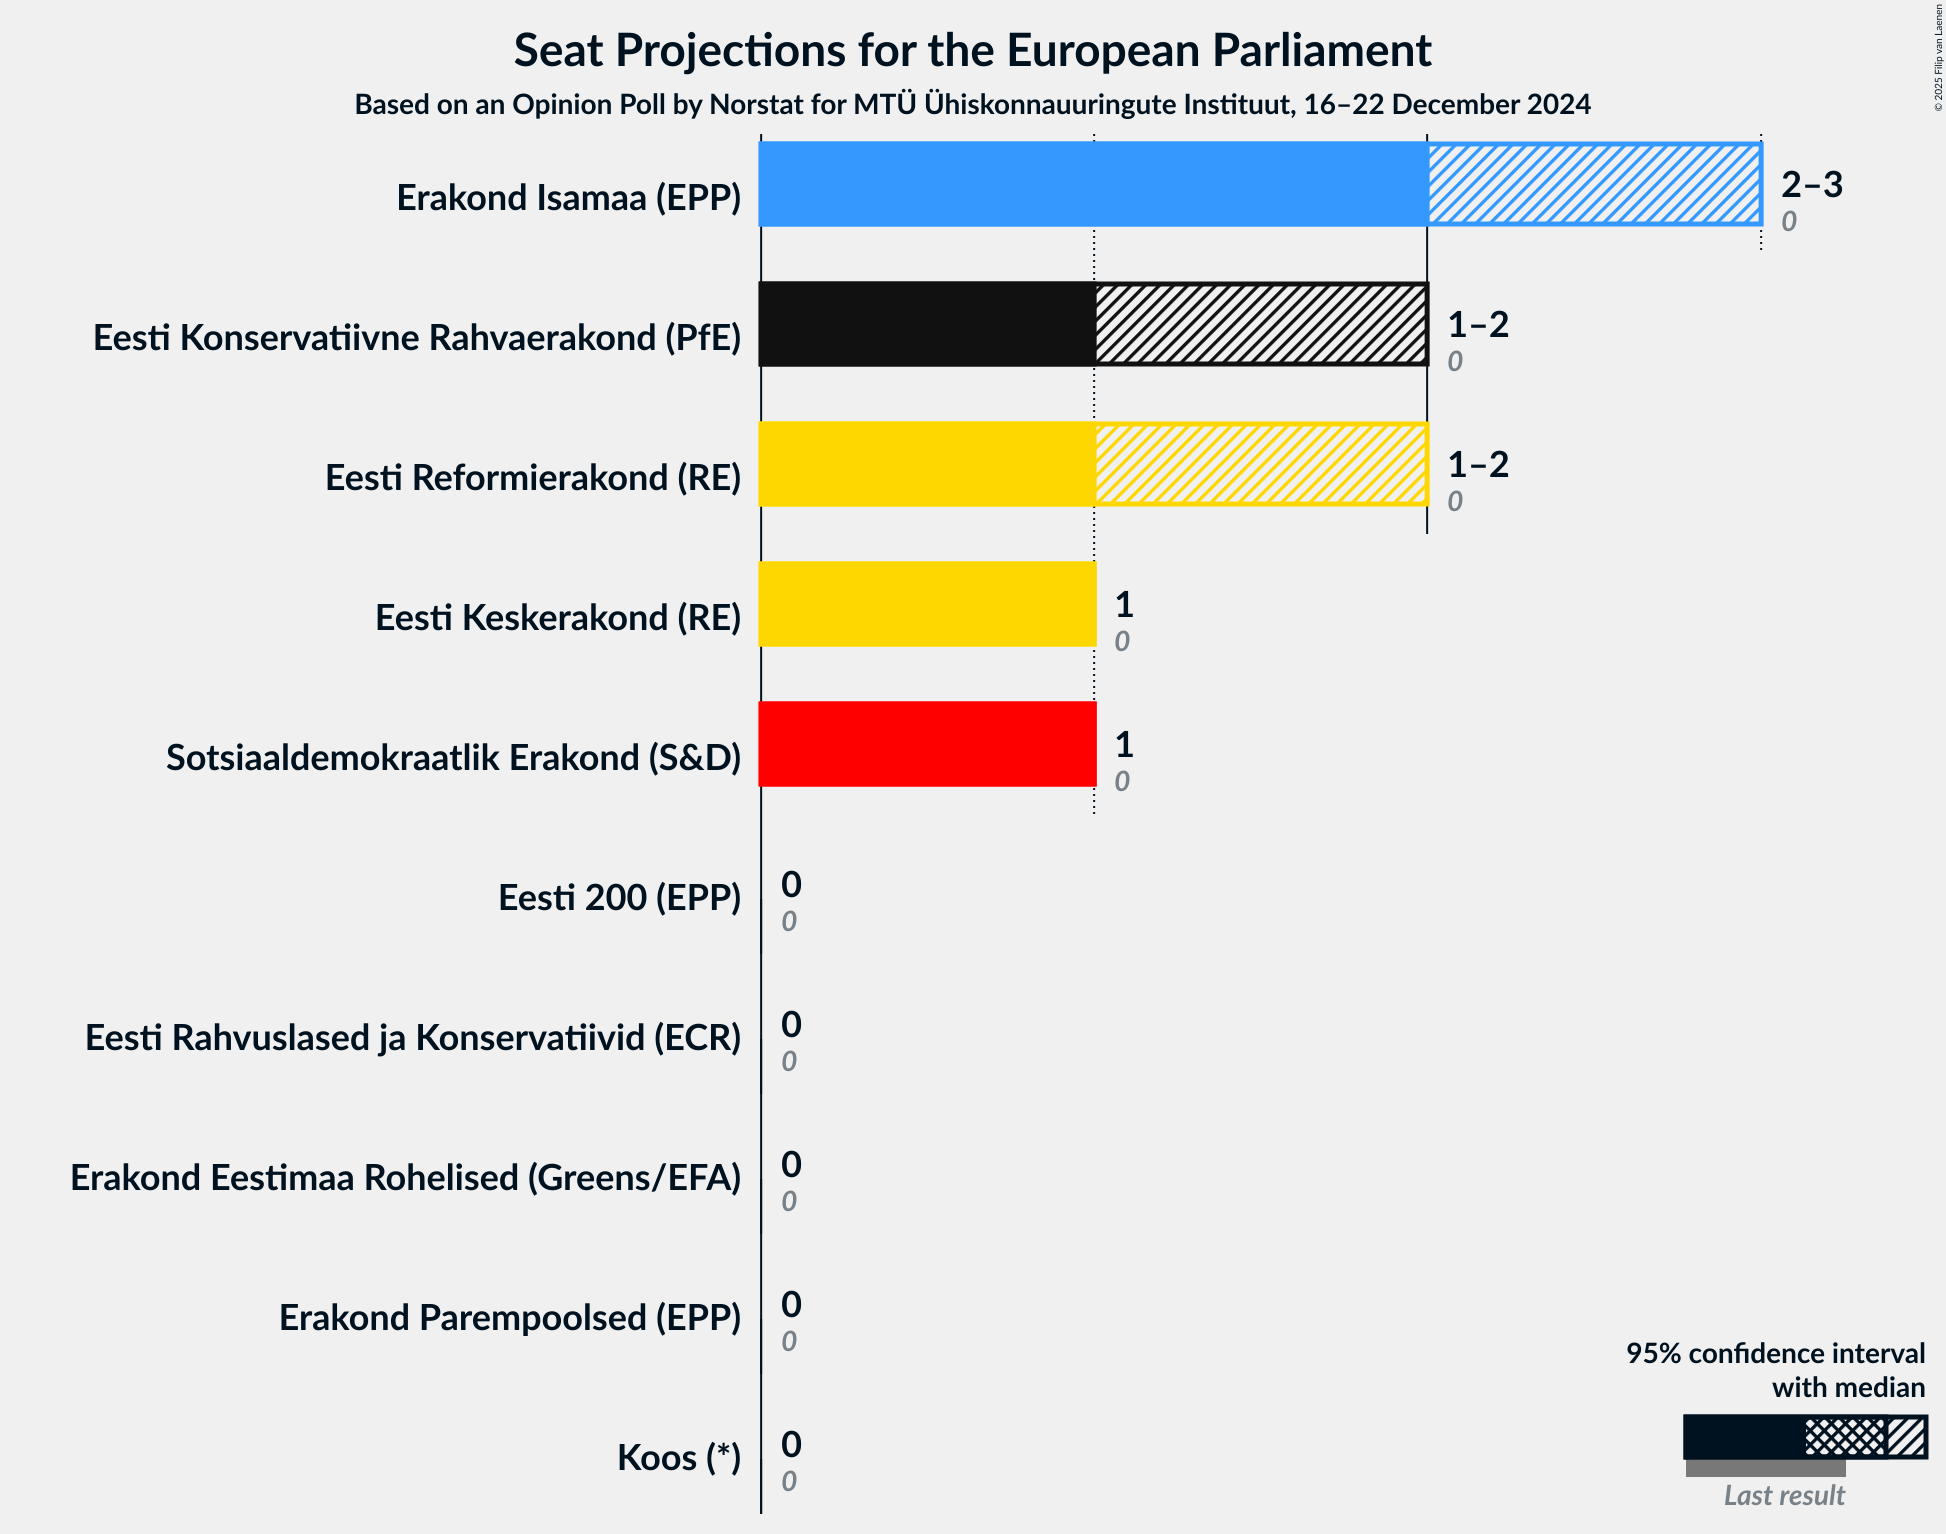 Seat Projections for the European Parliament
Based on an Opinion Poll by Norstat for MTÜ Ühiskonnauuringute Instituut, 16–22 December 2024
© 2025 Filip van Laenen
Erakond Isamaa (EPP)
2–3
0
Eesti Konservatiivne Rahvaerakond (PfE)
1–2
0
Eesti Reformierakond (RE)
1–2
0
Eesti Keskerakond (RE)
1
0
Sotsiaaldemokraatlik Erakond (S&D)
1
0
Eesti 200 (EPP)
0
0
Eesti Rahvuslased ja Konservatiivid (ECR)
0
0
Erakond Eestimaa Rohelised (Greens/EFA)
0
0
Erakond Parempoolsed (EPP)
0
0
Koos (*)
0
0
95% confidence interval
with median
Last result